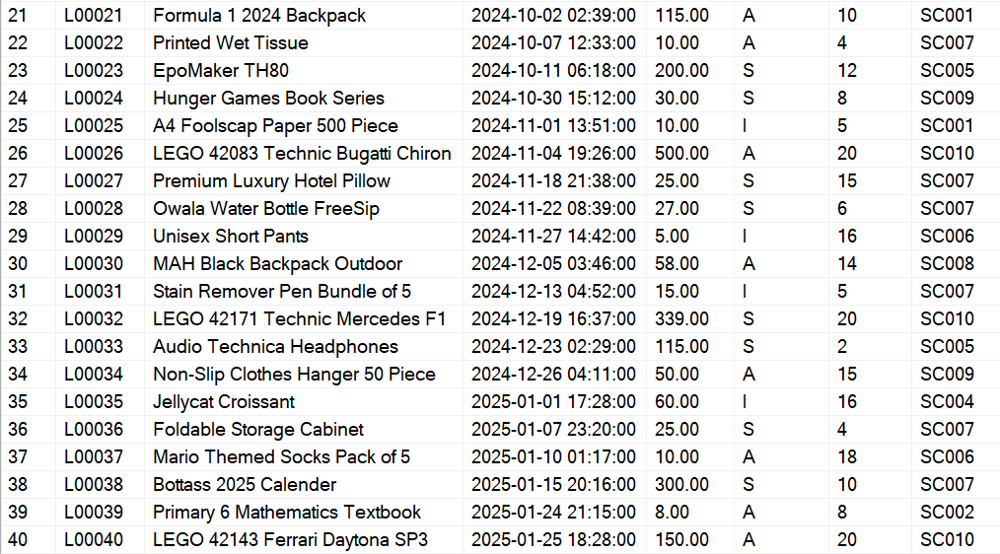 21 L00021 Formula 1 2024 Backpack 2024-10-02 02:39:00 115.00 A 10 SC001
22 L00022 Printed Wet Tissue 2024-10-07 12:33:00 10.00 A 4 SC007
23 L00023 EpoMaker TH80 2024-10-11 06:18:00 200.00 S 12 SC005
24 L00024 Hunger Games Book Series 2024-10-30 15:12:00 30.00 S 8 SC009
25 L00025 A4 Foolscap Paper 500 Piece 2024-11-01 13:51:00 10.00 I 5 SC001
26 L00026 LEGO 42083 Technic Bugatti Chiron 2024-11-04 19:26:00 500.00 A 20 SC010
27 L00027 Premium Luxury Hotel Pillow 2024-11-18 21:38:00 25.00 S 15 SC007
28 L00028 Owala Water Bottle FreeSip 2024-11-22 08:39:00 27.00 S 6 SC007
29 L00029 Unisex Short Pants 2024-11-27 14:42:00 5.00 I 16 SC006
30 L00030 MAH Black Backpack Outdoor 2024-12-05 03:46:00 58.00 A 14 SC008
31 L00031 Stain Remover Pen Bundle of 5 2024-12-13 04:52:00 15.00 I 5 SC007
32 L00032 LEGO 42171 Technic Mercedes F1 2024-12-19 16:37:00 339.00 S 20 SC010
33 L00033 Audio Technica Headphones 2024-12-23 02:29:00 115.00 S 2 SC005
34 L00034 Non-Slip Clothes Hanger 50 Piece 2024-12-26 04:11:00 50.00 A 15 SC009
35 L00035 Jellycat Croissant 2025-01-01 17:28:00 60.00 I 16 SC004
36 L00036 Foldable Storage Cabinet 2025-01-07 23:20:00 25.00 S 4 SC007
37 L00037 Mario Themed Socks Pack of 5 2025-01-10 01:17:00 10.00 A 18 SC006
38 L00038 Bottass 2025 Calender 2025-01-15 20:16:00 300.00 S 10 SC007
39 L00039 Primary 6 Mathematics Textbook 2025-01-24 21:15:00 8.00 A 8 SC002
40 L00040 LEGO 42143 Ferrari Daytona SP3 2025-01-25 18:28:00 150.00 A 20 SC010